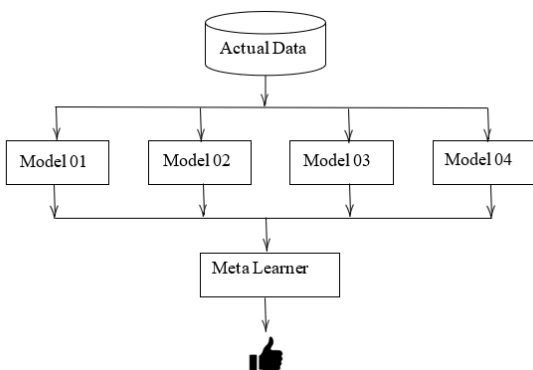 Actual Data
Model 01
Model 02
Model 03
Model 04
Meta Learner